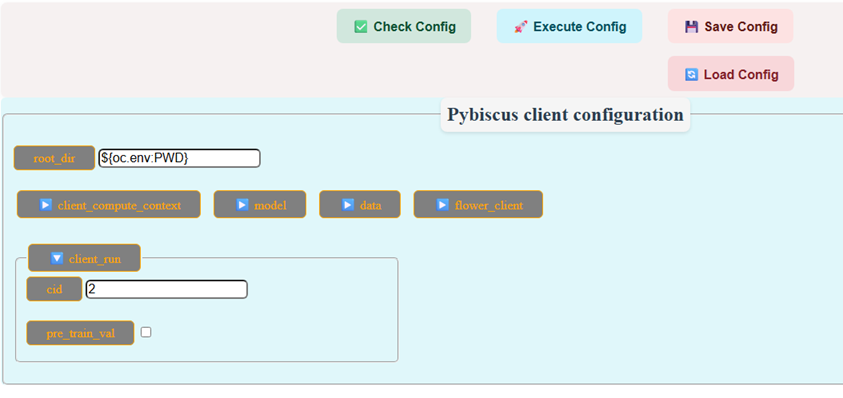 Check Config
Execute Config
Save Config
Load Config
Pybiscus client configuration
root_dir ${oc.env:PWD}
client_compute_context
model
data
flower_client
client_run
cid 2
pre_train_val